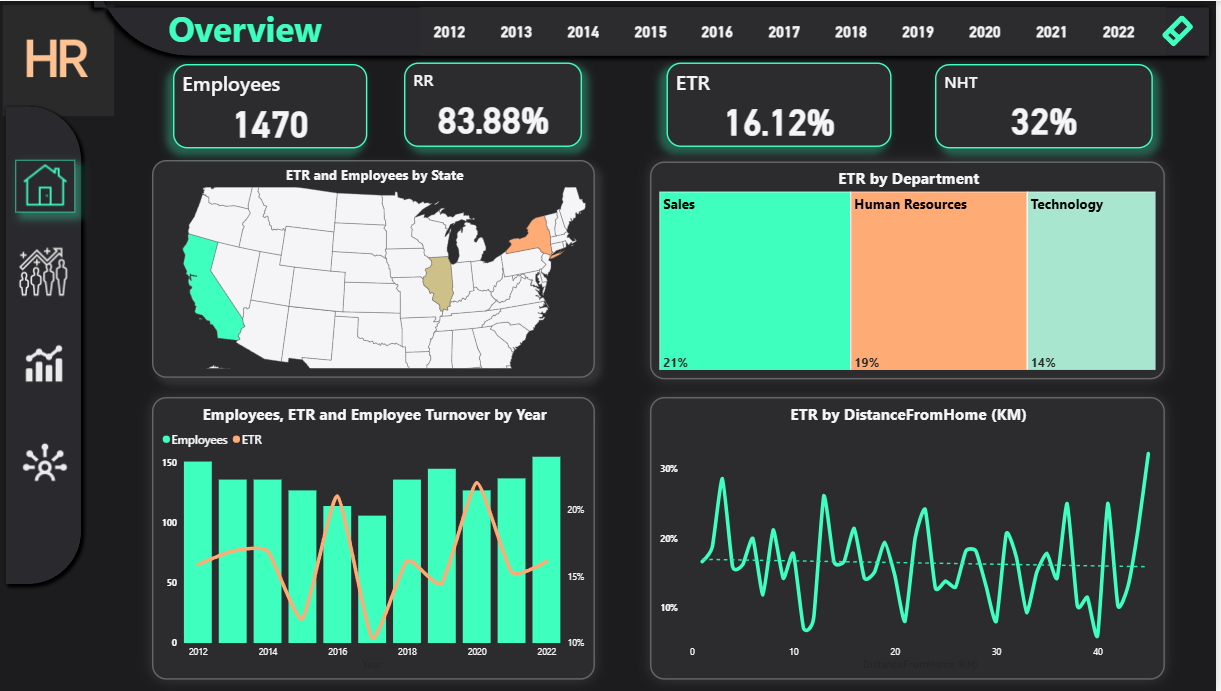 HR
Overview
2012 2013 2014 2015 2016 2017 2018 2019 2020 2021 2022
Employees
1470
RR
83.88%
ETR
16.12%
NHT
32%
ETR and Employees by State
ETR by Department
Sales
21%
Human Resources
19%
Technology
14%
Employees, ETR and Employee Turnover by Year
Employees ETR
150
100
50
0
20%
15%
10%
2012 2014 2016 2018 2020 2022
Year
ETR by DistanceFromHome (KM)
30%
20%
10%
0 10 20 30 40
DistanceFromHome (KM)